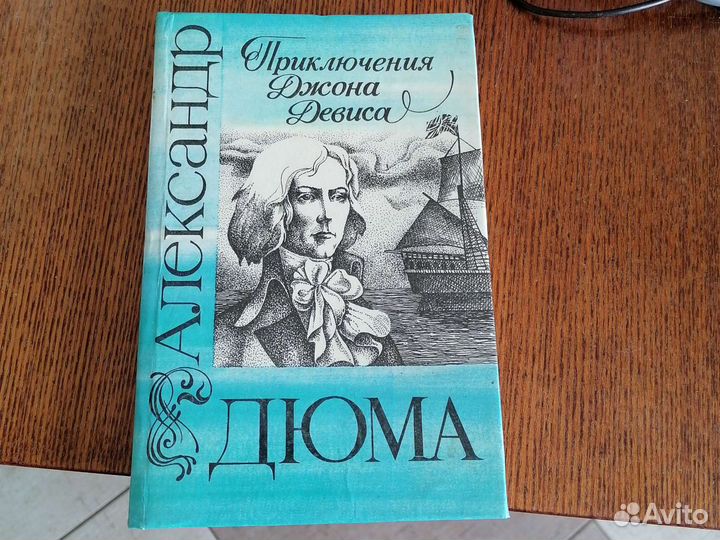 Александр
Приключения
Джона
Девиса
ДЮМА
Avito